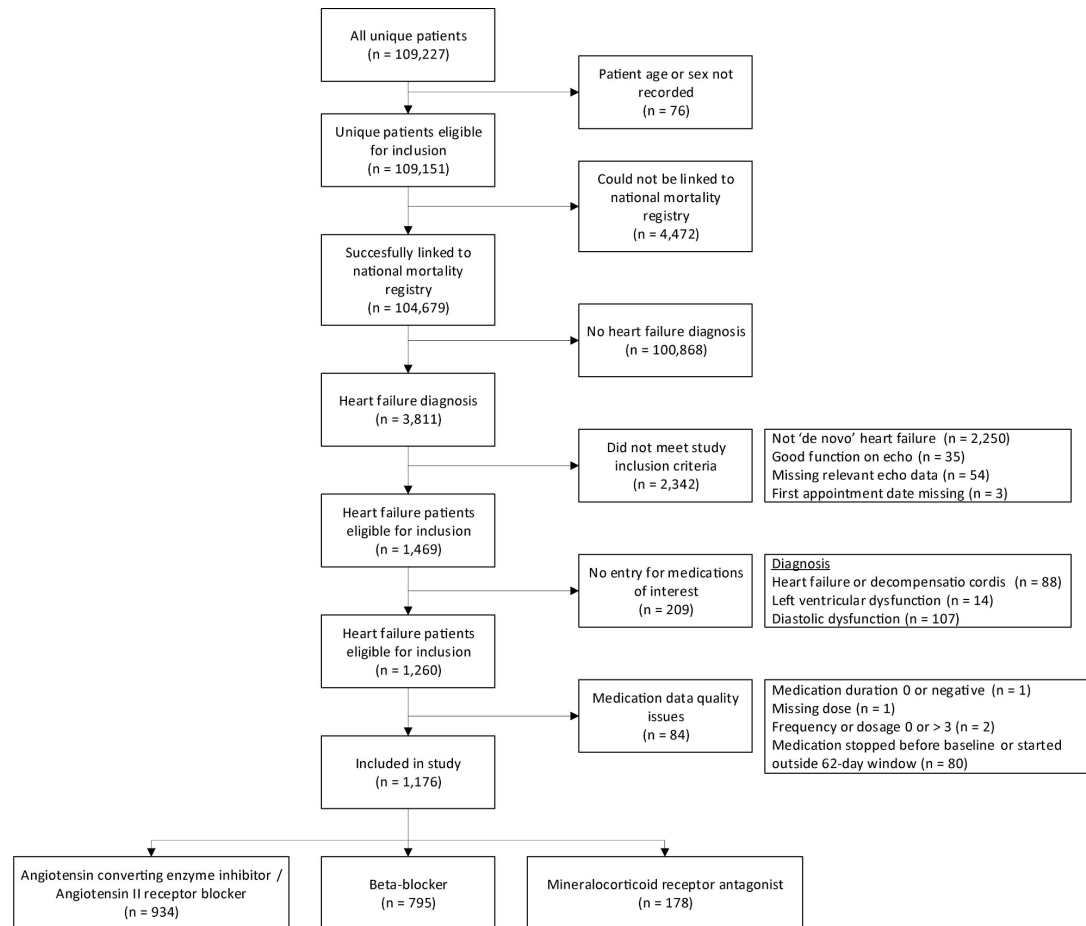 All unique patients
(n = 109,227)
Patient age or sex not
recorded
(n = 76)
Unique patients eligible
for inclusion
(n = 109,151)
Could not be linked to
national mortality
registry
(n = 4,472)
Succesfully linked to
national mortality
registry
(n = 104,679)
No heart failure diagnosis
(n = 100,868)
Heart failure diagnosis
(n = 3,811)
Did not meet study
inclusion criteria
(n = 2,342)
Not ‘de novo’ heart failure (n = 2,250)
Good function on echo (n = 35)
Missing relevant echo data (n = 54)
First appointment date missing (n = 3)
Heart failure patients
eligible for inclusion
(n = 1,469)
No entry for medications
of interest
(n = 209)
Diagnosis
Heart failure or decompensatio cordis (n = 88)
Left ventricular dysfunction (n = 14)
Diastolic dysfunction (n = 107)
Heart failure patients
eligible for inclusion
(n = 1,260)
Medication data quality
issues
(n = 84)
Medication duration 0 or negative (n = 1)
Missing dose (n = 1)
Frequency or dosage 0 or > 3 (n = 2)
Medication stopped before baseline or started
outside 62-day window (n = 80)
Included in study
(n = 1,176)
Angiotensin converting enzyme inhibitor /
Angiotensin II receptor blocker
(n = 934)
Beta-blocker
(n = 795)
Mineralocorticoid receptor antagonist
(n = 178)